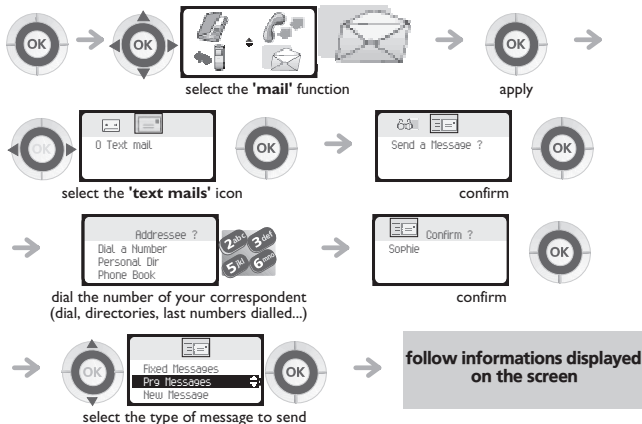 OK
OK
select the 'mail' function
OK
apply
OK
0 Text mail
OK
select the 'text mails' icon
Send a Message ?
OK
confirm
Addressee ?
Dial a Number
Personal Dir
Phone Book
2abc 3def
5jkl 6mno
dial the number of your correspondent
(dial, directories, last numbers dialled...)
Confirm ?
Sophie
OK
confirm
OK
Fixed Messages
Prg Messages
New Message
OK
select the type of message to send
follow informations displayed
on the screen